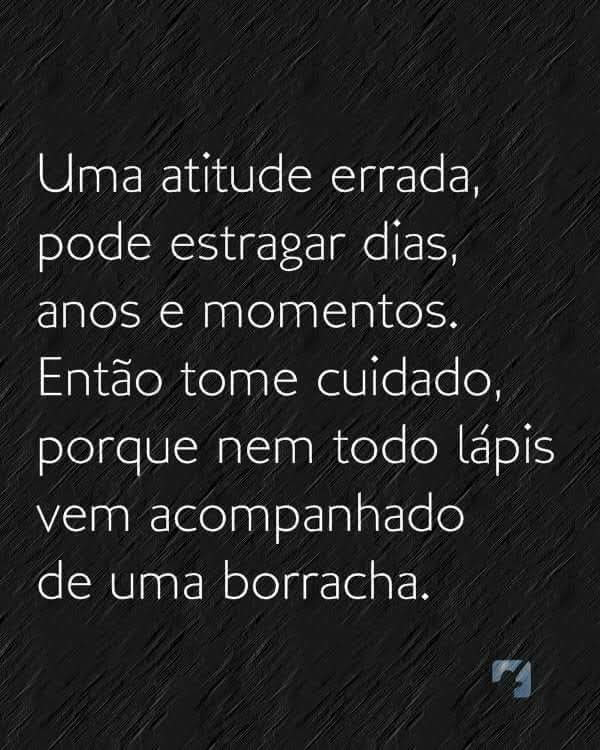 Uma atitude errada,
pode estragar dias,
anos e momentos.
Então tome cuidado,
porque nem todo lápis
vem acompanhado
de uma borracha.